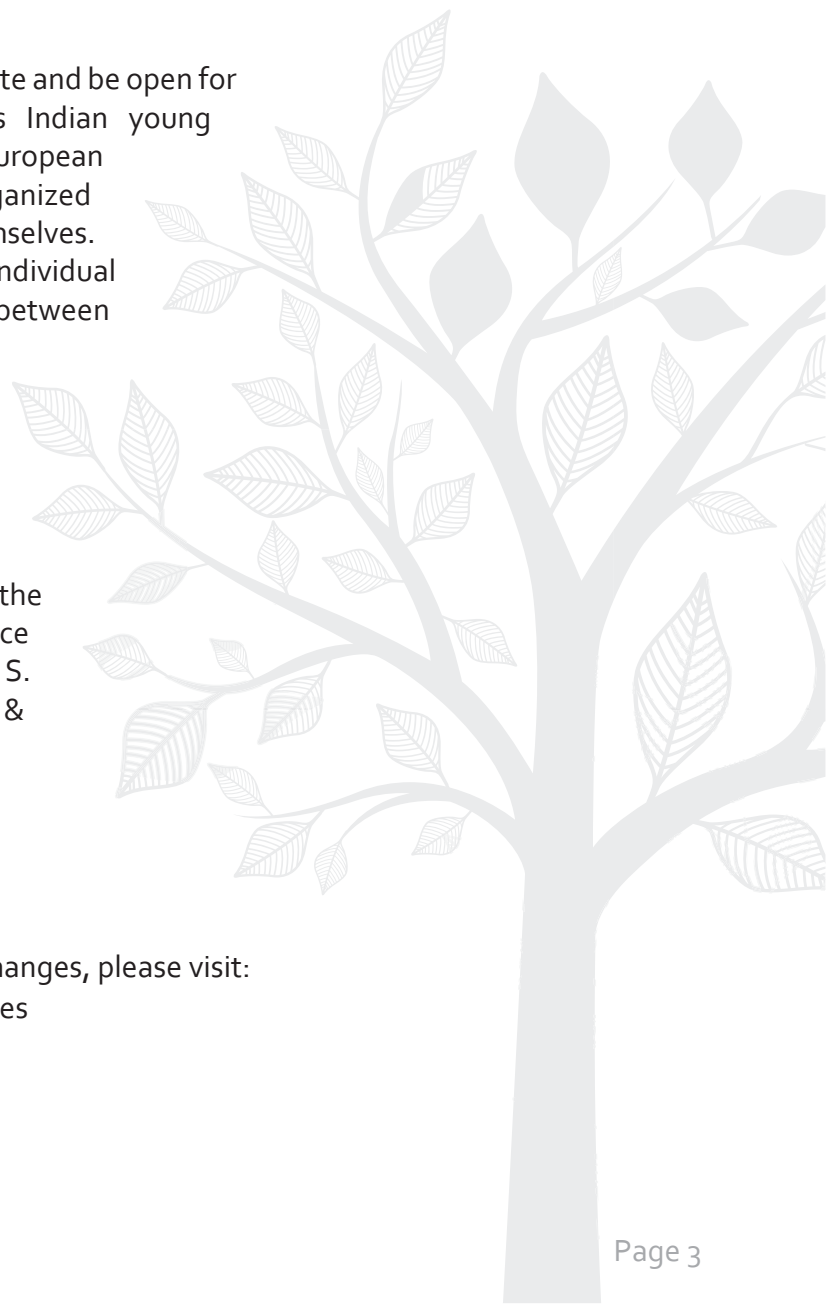 te and be open for
s Indian young
uropean
ganized
nselves.
ndividual
between
the
ce
S.
&
hanges, please visit:
es
Page 3